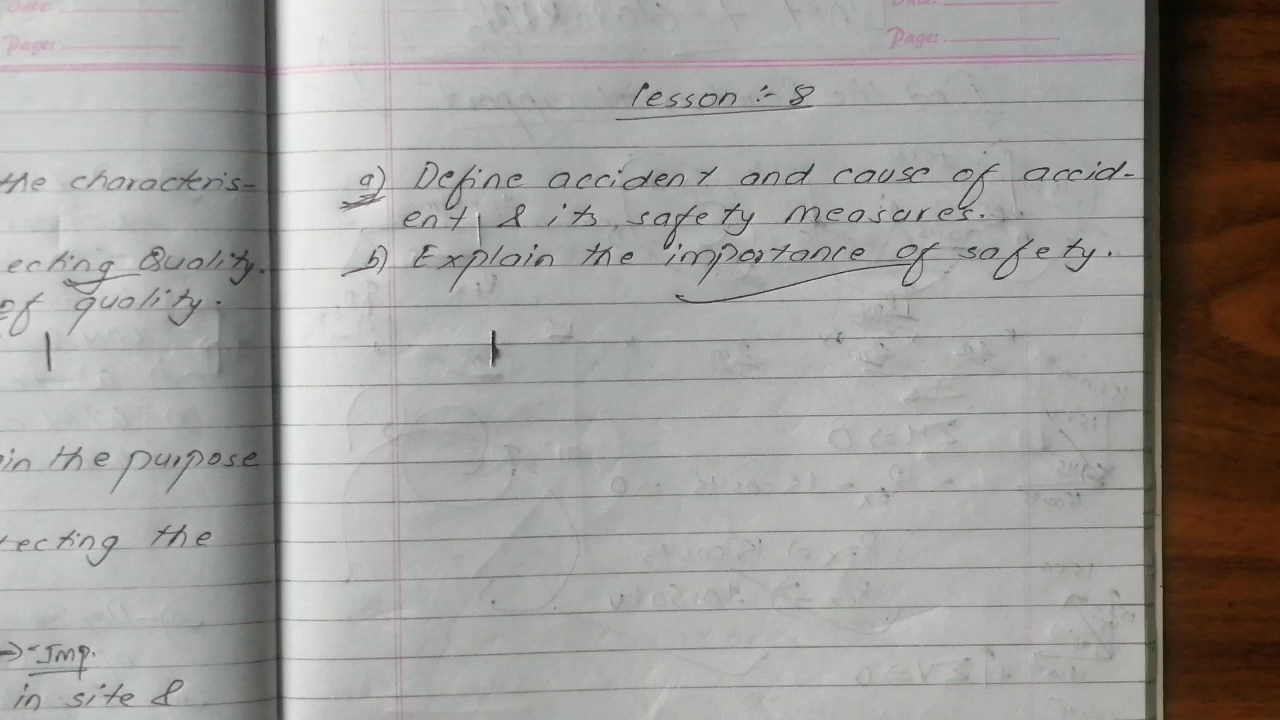 Page:
the characteris-
ecting Quality.
of quality.
in the purpose
ecting the
→ Imp.
in site &
Page:
lesson :- 8
a) Define accident and cause of accid-
ent & its safety measures.
b) Explain the importance of safety.